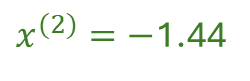 x⁽²⁾ = −1.44